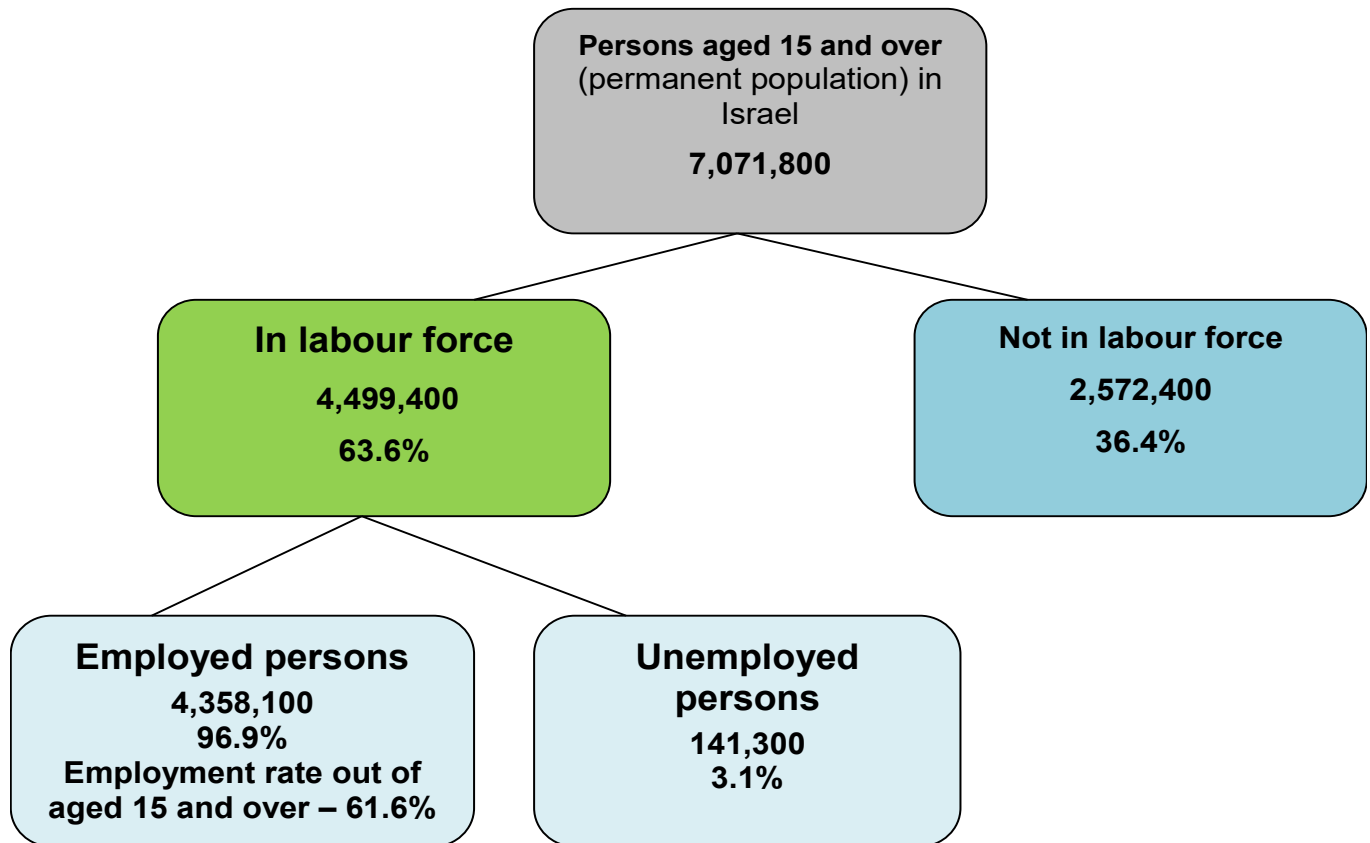 Persons aged 15 and over
(permanent population) in
Israel
7,071,800
In labour force
4,499,400
63.6%
Not in labour force
2,572,400
36.4%
Employed persons
4,358,100
96.9%
Employment rate out of
aged 15 and over – 61.6%
Unemployed
persons
141,300
3.1%